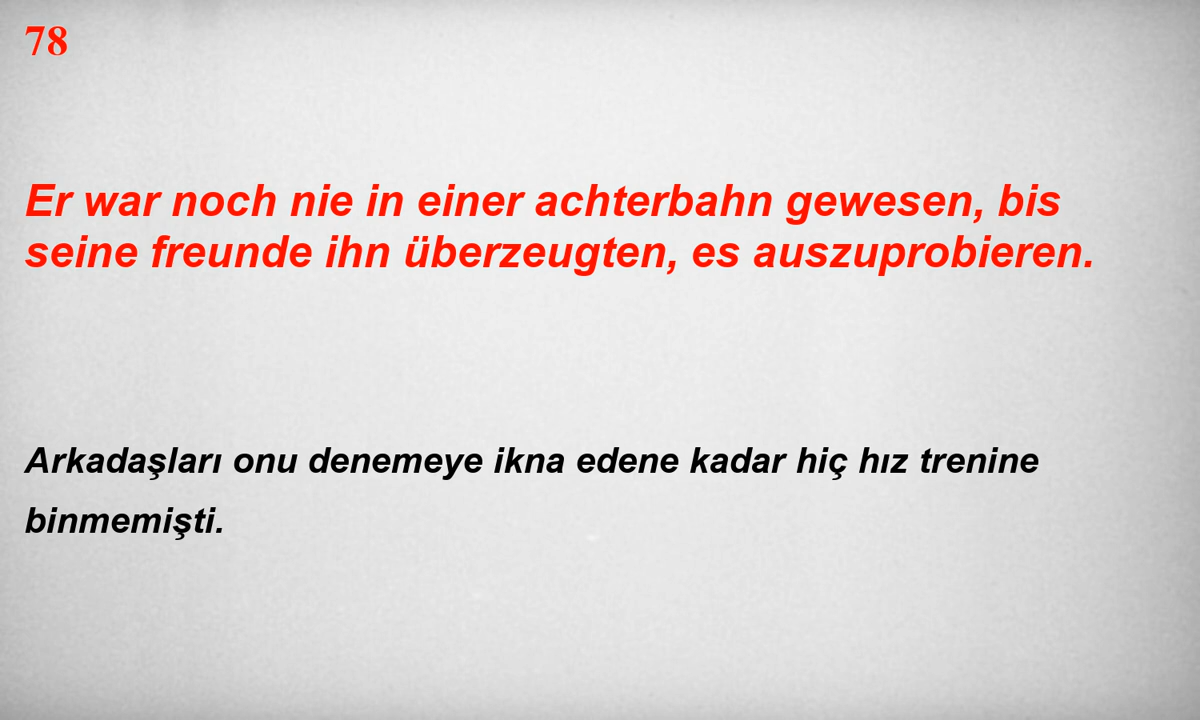 78
Er war noch nie in einer achterbahn gewesen, bis
seine freunde ihn überzeugten, es auszuprobieren.
Arkadaşları onu denemeye ikna edene kadar hiç hız trenine
binmemişti.